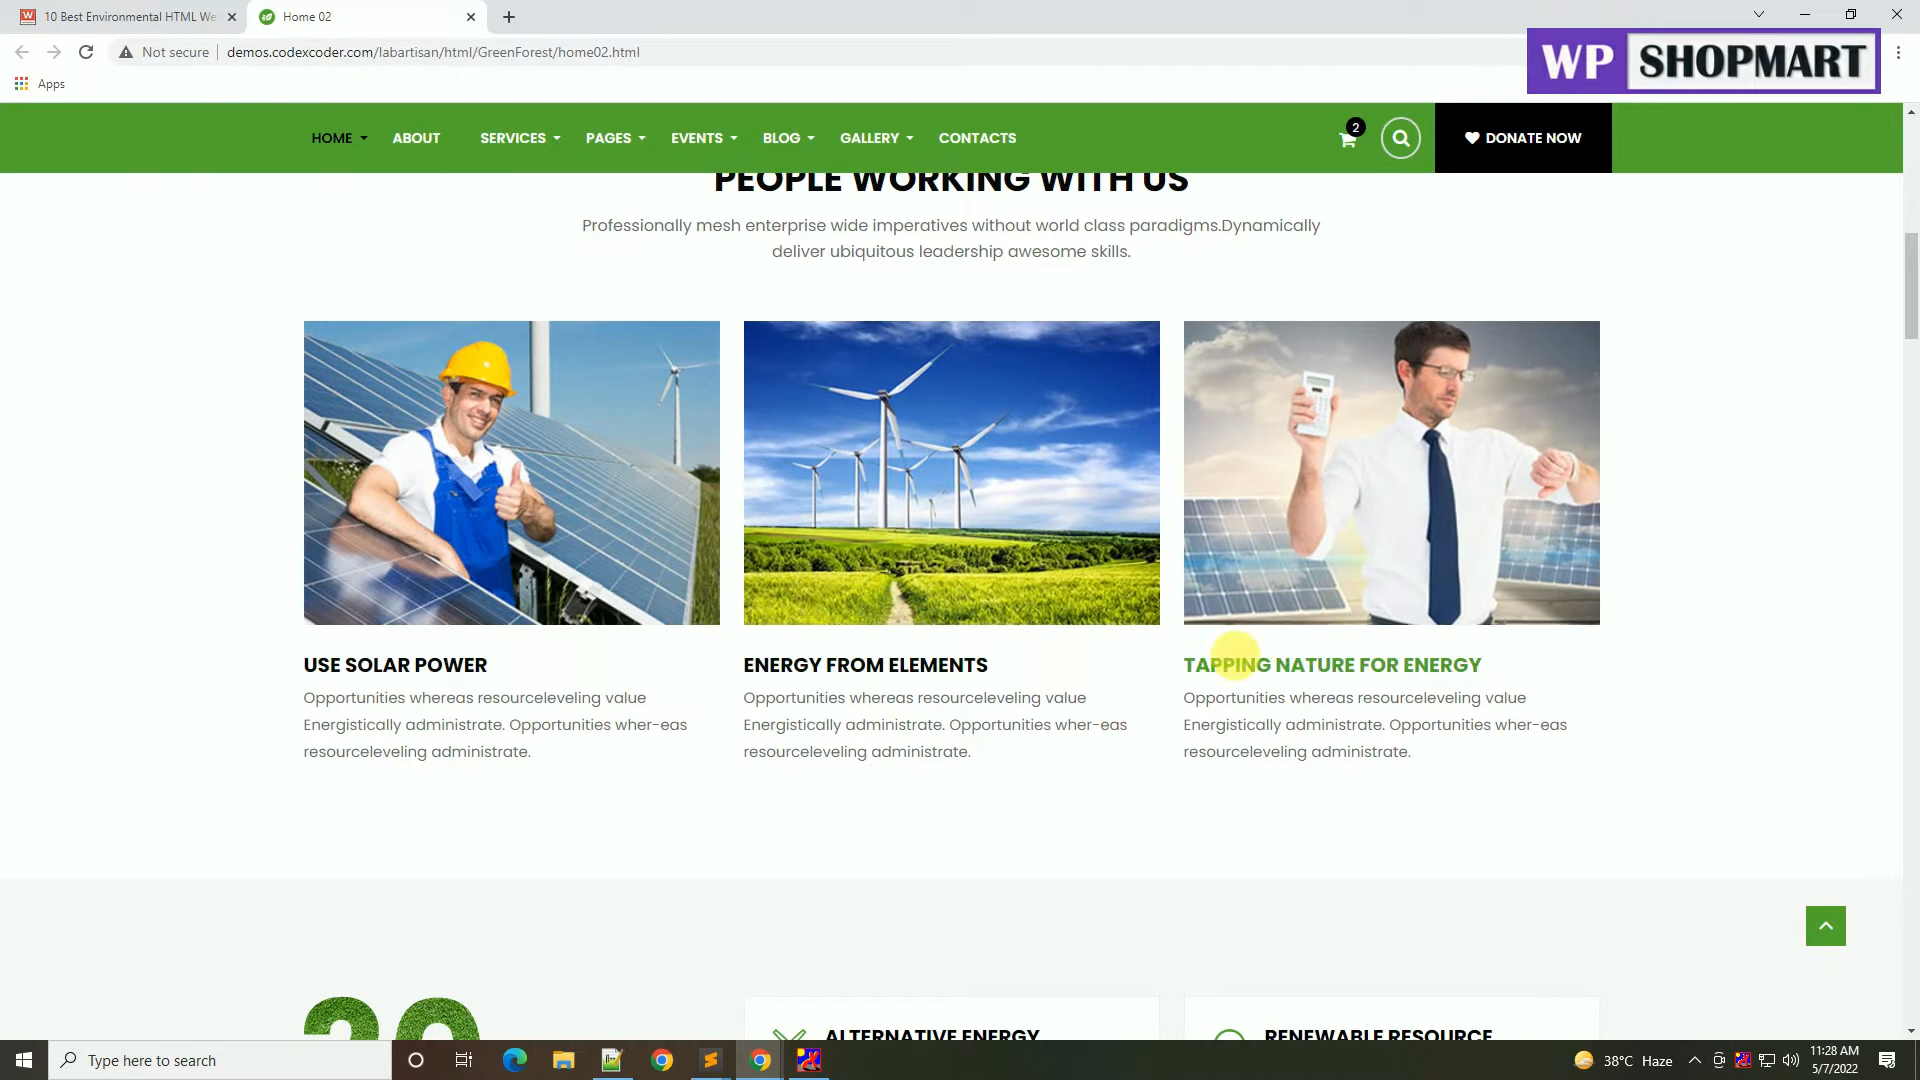 10 Best Environmental HTML We
Home 02
Not secure
demos.codexcoder.com/labartisan/html/GreenForest/home02.html
WP SHOPMART
Apps
HOME
ABOUT
SERVICES
PAGES
EVENTS
BLOG
GALLERY
CONTACTS
2
DONATE NOW
PEOPLE WORKING WITH US
Professionally mesh enterprise wide imperatives without world class paradigms.Dynamically
deliver ubiquitous leadership awesome skills.
USE SOLAR POWER
Opportunities whereas resourceleveling value
Energistically administrate. Opportunities wher-eas
resourceleveling administrate.
ENERGY FROM ELEMENTS
Opportunities whereas resourceleveling value
Energistically administrate. Opportunities wher-eas
resourceleveling administrate.
TAPPING NATURE FOR ENERGY
Opportunities whereas resourceleveling value
Energistically administrate. Opportunities wher-eas
resourceleveling administrate.
ALTERNATIVE ENERGY
RENEWABLE RESOURCE
Type here to search
38°C Haze
11:28 AM
5/7/2022